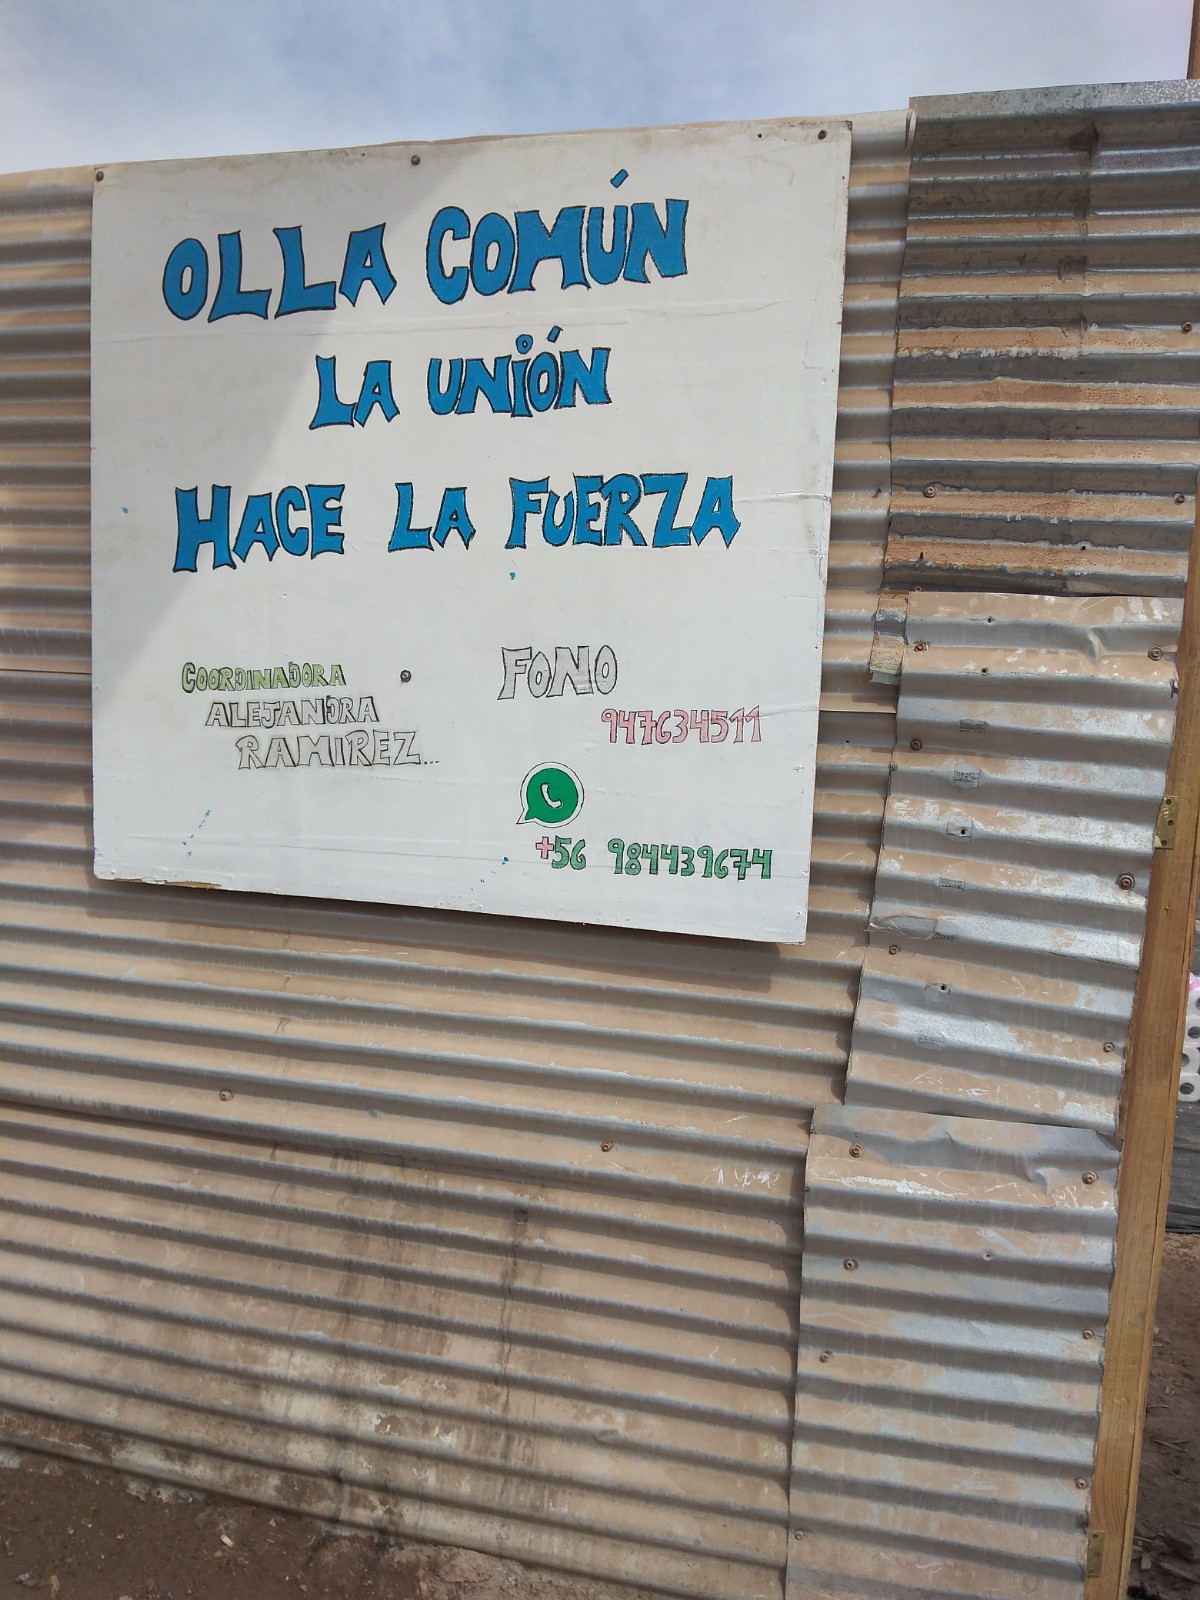 OLLA COMÚN
LA UNIÓN
HACE LA FUERZA
COORDINADORA
ALEJANDRA
RAMIREZ...
FONO
947634511
+56 984439674